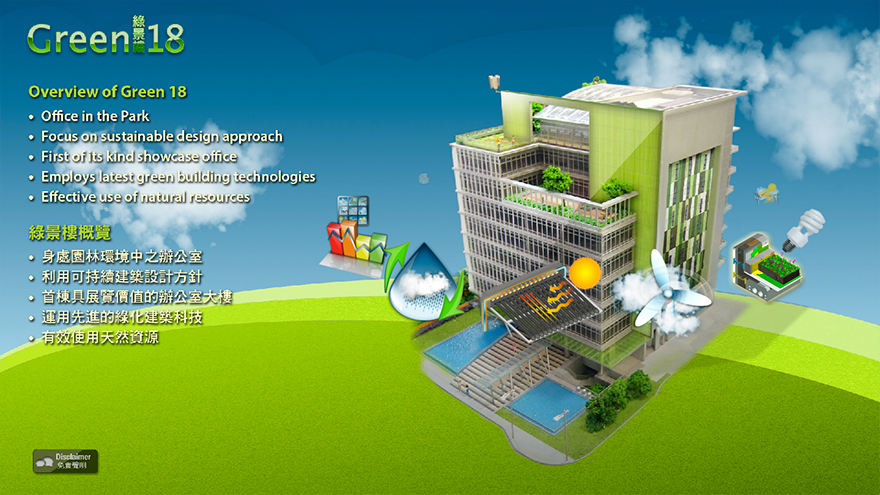 Green 綠景樓 18
Overview of Green 18
• Office in the Park
• Focus on sustainable design approach
• First of its kind showcase office
• Employs latest green building technologies
• Effective use of natural resources
綠景樓概覽
• 身處園林環境中之辦公室
• 利用可持續建築設計方針
• 首棟具展覽價值的辦公室大樓
• 運用先進的綠化建築科技
• 有效使用天然資源
Disclaimer
免責聲明